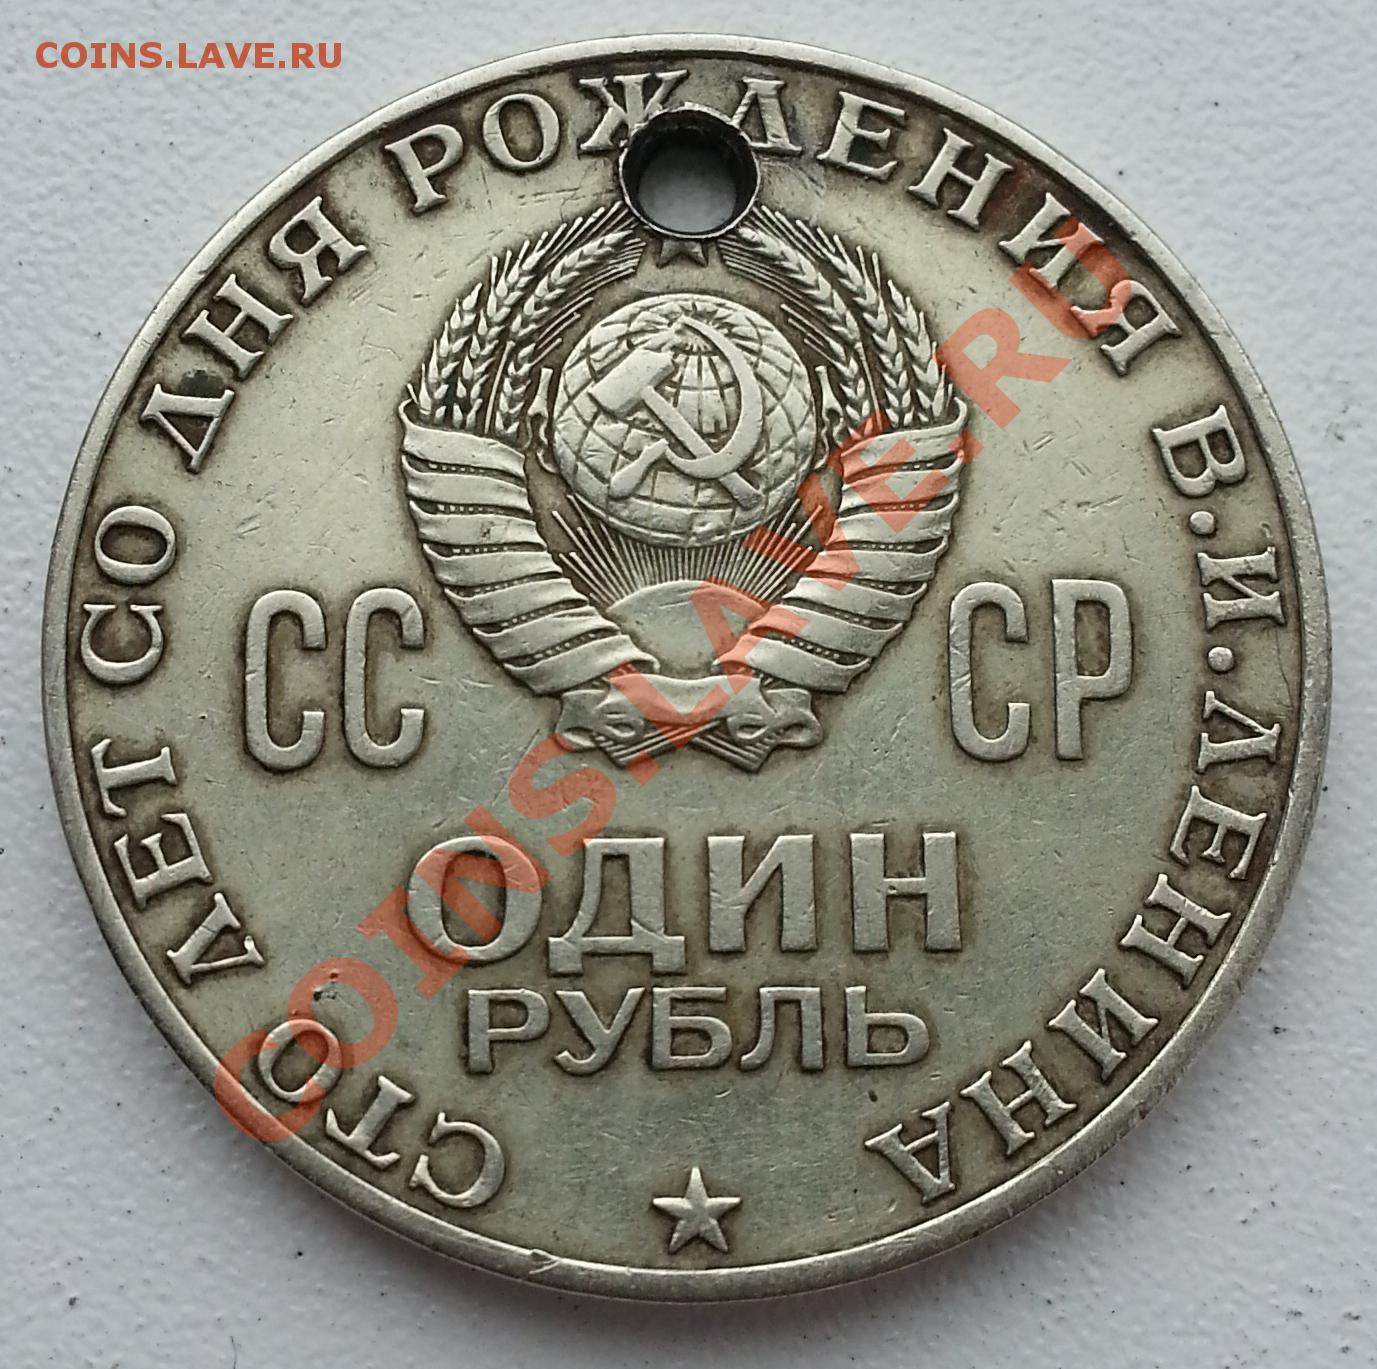 COINS.LAVE.RU
СТО ЛЕТ СО ДНЯ РОЖДЕНИЯ В.И.ЛЕНИНА
СС СР
ОДИН
РУБЛЬ
COINS.LAVE.RU